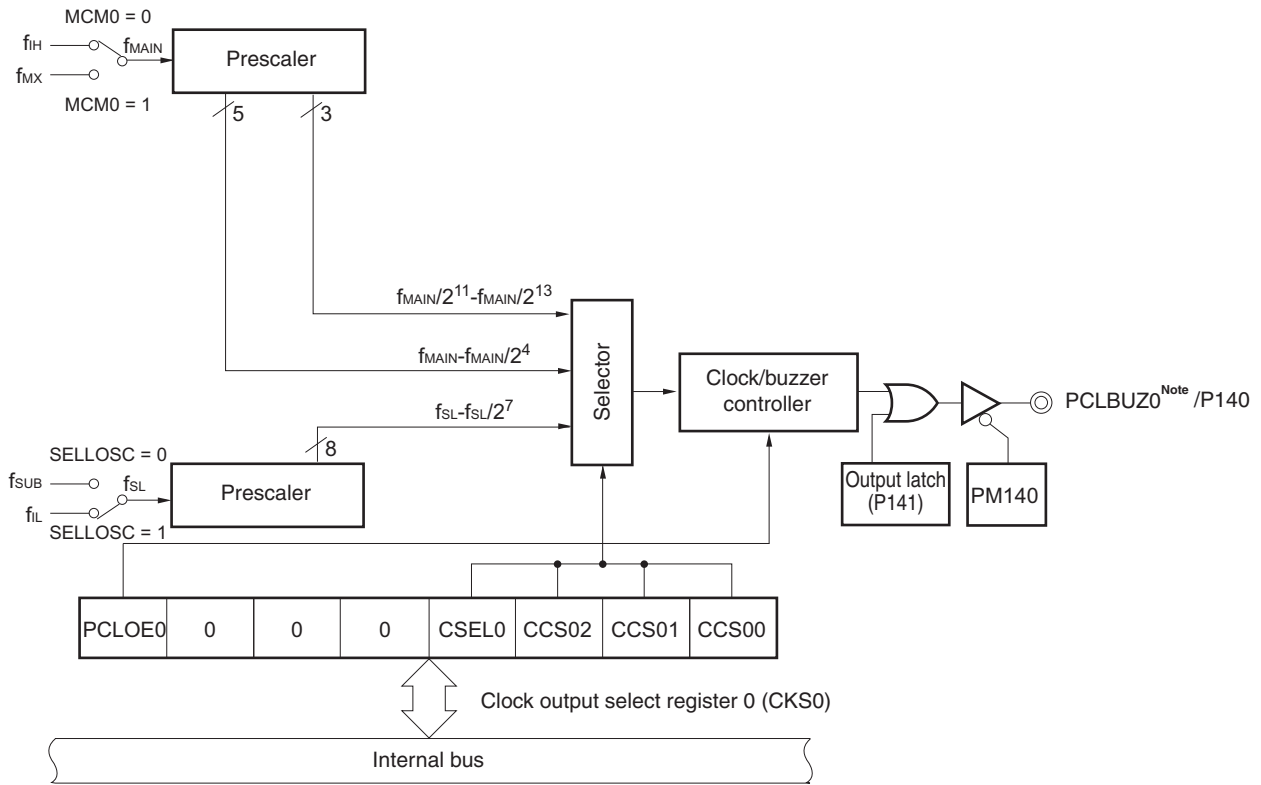 MCM0 = 0
fIH
fMAIN
fMX
MCM0 = 1
Prescaler
5
3
fMAIN/2^11-fMAIN/2^13
fMAIN-fMAIN/2^4
fSL-fSL/2^7
8
Selector
Clock/buzzer
controller
PCLBUZ0^Note /P140
Output latch
(P141)
PM140
SELLOSC = 0
fSUB
fSL
fIL
SELLOSC = 1
Prescaler
PCLOE0 0 0 0 CSEL0 CCS02 CCS01 CCS00
Clock output select register 0 (CKS0)
Internal bus